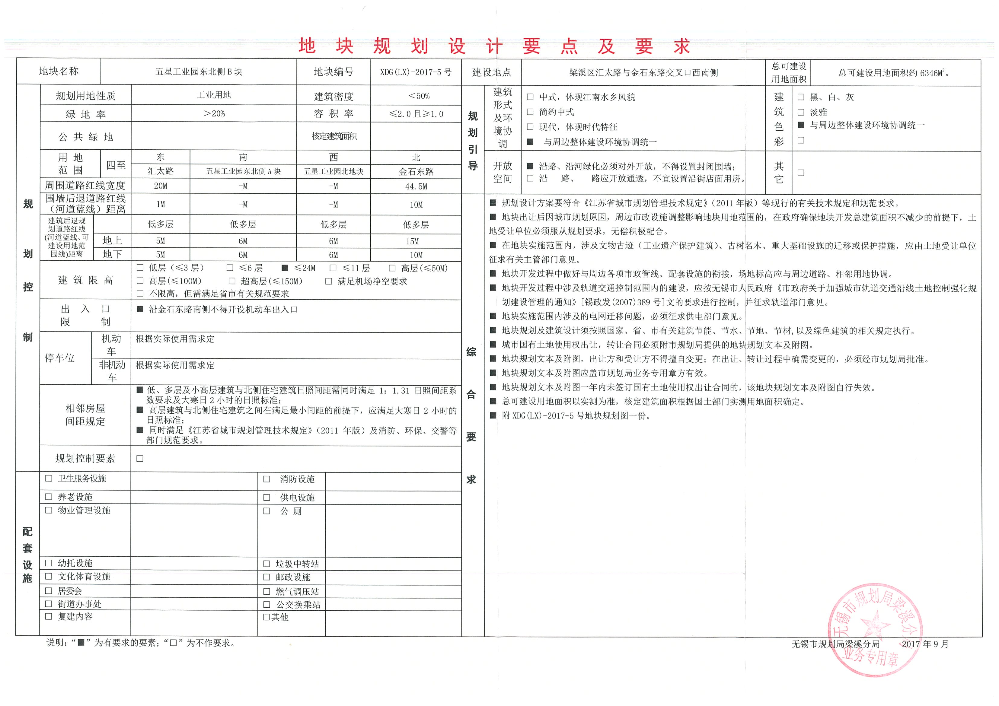 地块规划设计要点及要求
地块名称 五星工业园东北侧B块 地块编号 XDG(LX)-2017-5号 建设地点 梁溪区汇太路与金石东路交叉口西南侧 总可建设用地面积 总可建设用地面积约6346M²。
规划控制
规划用地性质 工业用地 建筑密度 <50%
绿地率 >20% 容积率 ≤2.0且≥1.0
公共绿地 核定建筑面积
用地范围 四至 东 南 西 北
汇太路 五星工业园东北侧A块 五星工业园北地块 金石东路
周围道路红线宽度 20M -M -M 44.5M
围墙后退道路红线
（河道蓝线）距离 1M -M -M 10M
建筑后退规
划道路红线
(河道蓝线、可
建设用地范
围线)距离
低多层 低多层 低多层 低多层
地上 5M 6M 6M 15M
地下 5M 6M 6M 10M
建筑限高
□ 低层（≤3层） □ ≤6层 ■ ≤24M □ ≤11层 □ 高层(≤50M)
□ 高层(≤100M） □ 超高层(≤150M） □ 满足机场净空要求
□ 不限高，但需满足省市有关规范要求
出入口
限制
■ 沿金石东路南侧不得开设机动车出入口
停车位
机动车 根据实际使用需求定
非机动车 根据实际使用需求定
相邻房屋
间距规定
■ 低、多层及小高层建筑与北侧住宅建筑日照间距需同时满足 1：1.31 日照间距系
数要求及大寒日2小时的日照标准；
■ 高层建筑与北侧住宅建筑之间在满足最小间距的前提下，应满足大寒日2小时的
日照标准；
■ 同时满足《江苏省城市规划管理技术规定》（2011 年版）及消防、环保、交警等
部门规范要求。
规划控制要素 □
配套设施
□ 卫生服务设施 □ 消防设施
□ 养老设施 □ 供电设施
□ 物业管理设施 □ 公 厕
□ 幼托设施 □ 垃圾中转站
□ 文化体育设施 □ 邮政设施
□ 居委会 □ 燃气调压站
□ 街道办事处 □ 公交换乘站
□ 复建内容 □其他
规划引导
建筑
形式
及环
境协
调
□ 中式，体现江南水乡风貌
□ 简约中式
□ 现代，体现时代特征
■ 与周边整体建设环境协调统一
建筑色彩
□ 黑、白、灰
□ 淡雅
■ 与周边整体建设环境协调统一
□
开放
空间
■ 沿路、沿河绿化必须对外开放，不得设置封闭围墙；
□ 沿 路、 路应开放通透，不宜设置沿街店面用房。
其它 □
综合要求
■ 规划设计方案要符合《江苏省城市规划管理技术规定》（2011年版）等现行的有关技术规定和规范要求。
■ 地块出让后因城市规划原因，周边市政设施调整影响地块用地范围的，在政府确保地块开发总建筑面积不减少的前提下，土
地受让单位必须服从规划要求，无偿积极配合。
■ 在地块实施范围内，涉及文物古迹（工业遗产保护建筑）、古树名木、重大基础设施的迁移或保护措施，应由土地受让单位
征求有关主管部门意见。
■ 地块开发过程中做好与周边各项市政管线、配套设施的衔接，场地标高应与周边道路、相邻用地协调。
■ 地块开发过程中涉及轨道交通控制范围内的建设，应按无锡市人民政府《市政府关于加强城市轨道交通沿线土地控制强化规
划建设管理的通知》[锡政发(2007)389号]文的要求进行控制，并征求轨道部门意见。
■ 地块实施范围内涉及的电网迁移问题，必须征求供电部门意见。
■ 地块规划及建筑设计须按照国家、省、市有关建筑节能、节水、节地、节材,以及绿色建筑的相关规定执行。
■ 城市国有土地使用权出让，转让合同必须附市规划局提供的地块规划文本及附图。
■ 地块规划文本及附图，出让方和受让方不得擅自变更；在出让、转让过程中确需变更的，必须经市规划局批准。
■ 地块规划文本及附图应盖市规划局业务专用章方有效。
■ 地块规划文本及附图一年内未签订国有土地使用权出让合同的，该地块规划文本及附图自行失效。
■ 总可建设用地面积以实测为准，核定建筑面积根据国土部门实测用地面积确定。
■ 附XDG(LX)-2017-5号地块规划图一份。
说明：“■”为有要求的要素；“□”为不作要求。
无锡市规划局梁溪分局 2017年9月
无锡市规划局梁溪分局
业务专用章